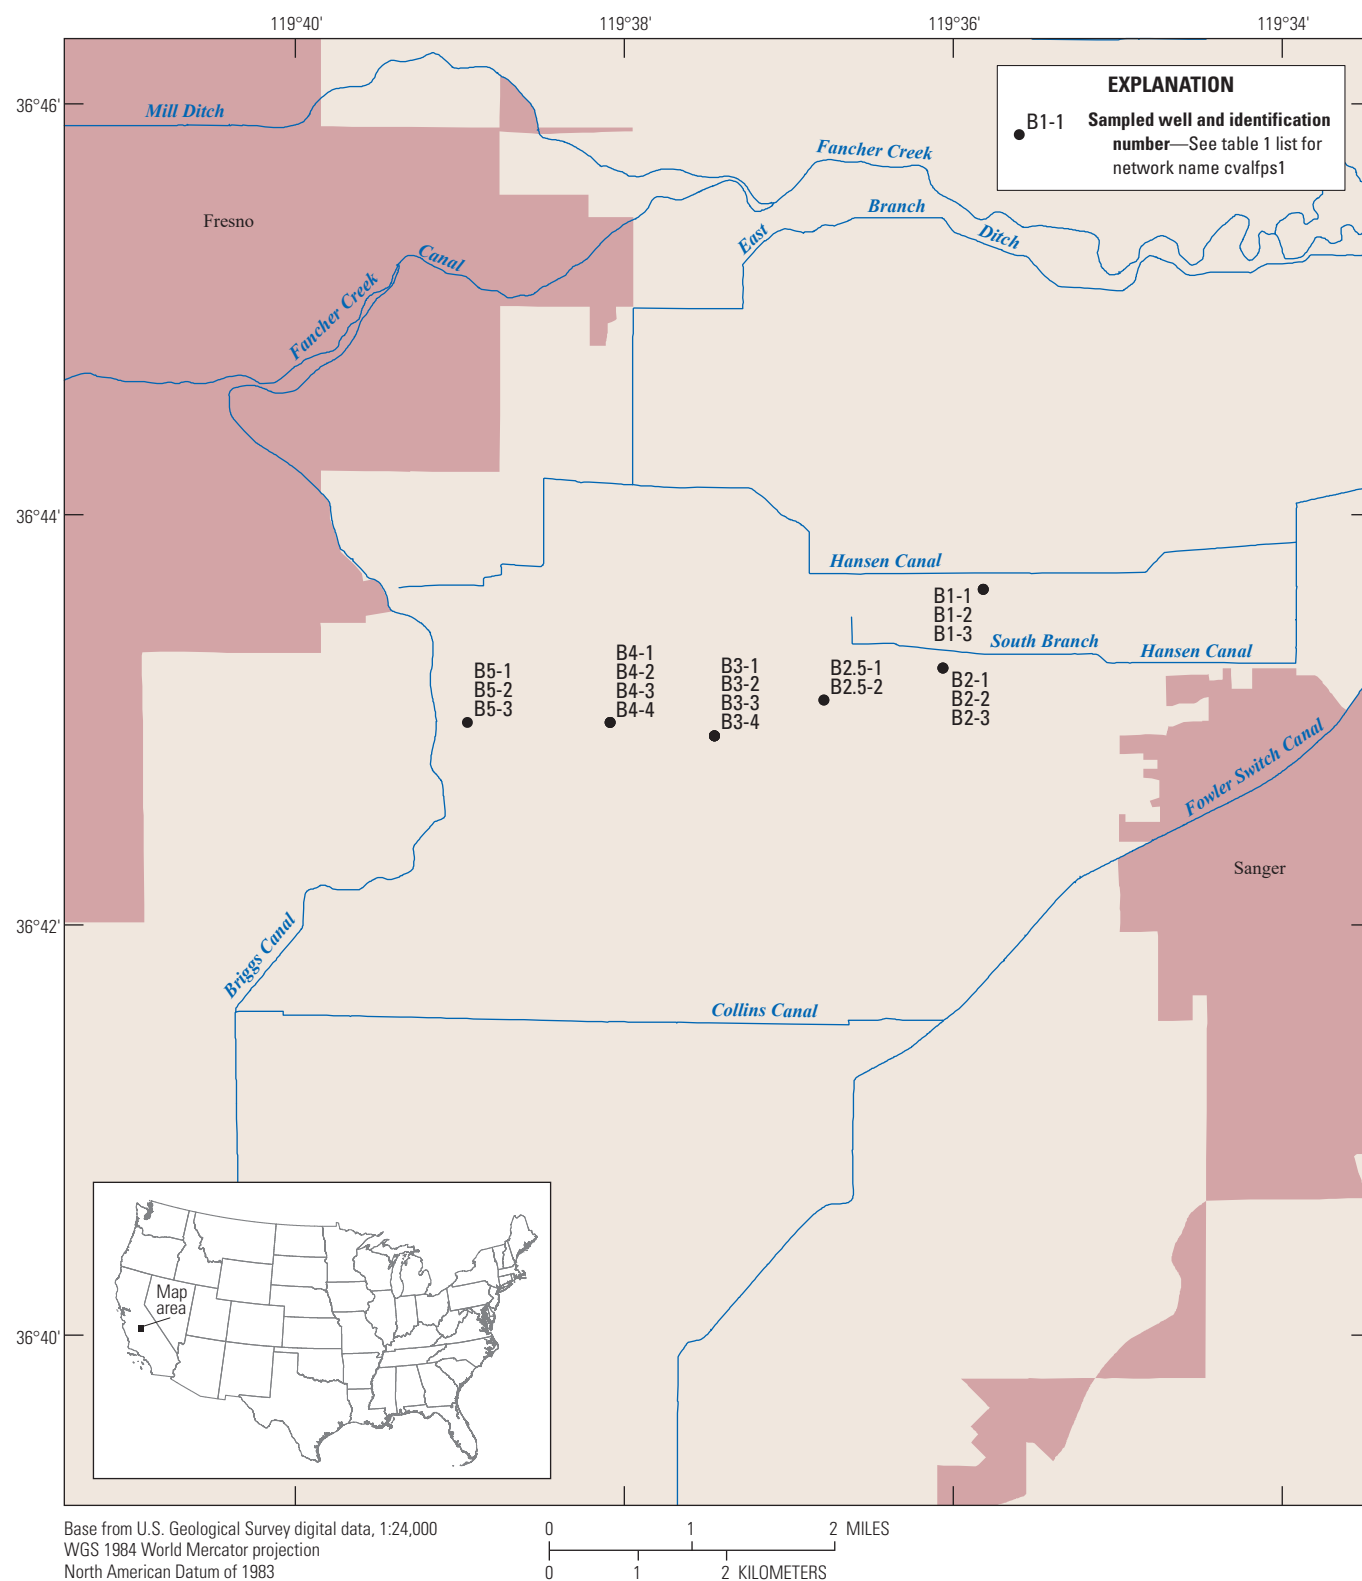 119°40'
119°38'
119°36'
119°34'
36°46'
36°44'
36°42'
36°40'
EXPLANATION
B1-1
Sampled well and identification
number—See table 1 list for
network name cvalfps1
Mill Ditch
Fancher Creek
Branch
East
Ditch
Fresno
Canal
Fancher Creek
Hansen Canal
B1-1
B1-2
B1-3
South Branch
Hansen Canal
B5-1
B5-2
B5-3
B4-1
B4-2
B4-3
B4-4
B3-1
B3-2
B3-3
B3-4
B2.5-1
B2.5-2
B2-1
B2-2
B2-3
Fowler Switch Canal
Sanger
Briggs Canal
Collins Canal
Map
area
Base from U.S. Geological Survey digital data, 1:24,000
WGS 1984 World Mercator projection
North American Datum of 1983
0 1 2 MILES
0 1 2 KILOMETERS